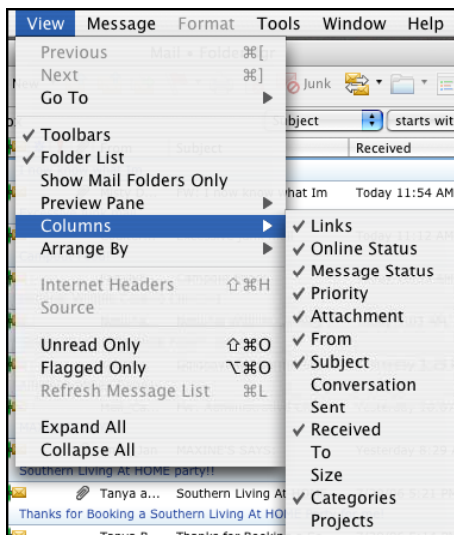 View Message Format Tools Window Help
Previous ⌘[
Next ⌘]
Go To
Junk
Toolbars
Folder List
Show Mail Folders Only
Preview Pane
Columns
Arrange By
Internet Headers ⇧⌘H
Source
Unread Only ⇧⌘O
Flagged Only ⌥⌘O
Refresh Message List ⌘L
Expand All
Collapse All
bject starts wit
Received
what Im Today 11:54 AM
Links
Online Status
Message Status
Priority
Attachment
From
Subject
Conversation
Sent
Received
To
Size
Categories
Projects
Southern Living At HOME party!!
Tanya a... Southern Living At
Thanks for Booking a Southern Living At HO